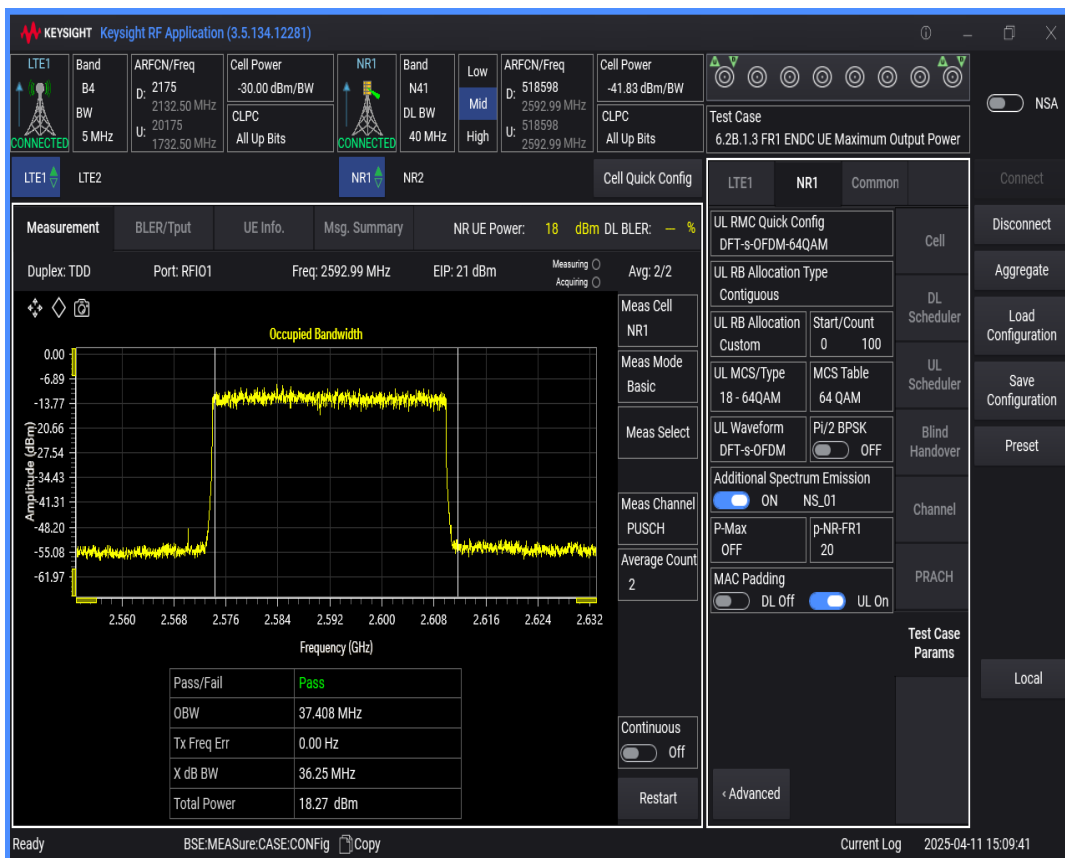 KEYSIGHT Keysight RF Application (3.5.134.12281)
LTE1
CONNECTED
Band
B4
BW
5 MHz
ARFCN/Freq
D: 2175
2132.50 MHz
U: 20175
1732.50 MHz
Cell Power
-30.00 dBm/BW
CLPC
All Up Bits
NR1
CONNECTED
Band
N41
DL BW
40 MHz
Low
Mid
High
ARFCN/Freq
D: 518598
2592.99 MHz
U: 518598
2592.99 MHz
Cell Power
-41.83 dBm/BW
CLPC
All Up Bits
Test Case
6.2B.1.3 FR1 ENDC UE Maximum Output Power
NSA
LTE1 LTE2 NR1 NR2 Cell Quick Config
Measurement BLER/Tput UE Info. Msg. Summary NR UE Power: 18 dBm DL BLER: — %
Duplex: TDD Port: RFIO1 Freq: 2592.99 MHz EIP: 21 dBm Measuring Acquiring Avg: 2/2
Occupied Bandwidth
Amplitude (dBm)
0.00
-6.89
-13.77
-20.66
-27.54
-34.43
-41.31
-48.20
-55.08
-61.97
2.560 2.568 2.576 2.584 2.592 2.600 2.608 2.616 2.624 2.632
Frequency (GHz)
Pass/Fail Pass
OBW 37.408 MHz
Tx Freq Err 0.00 Hz
X dB BW 36.25 MHz
Total Power 18.27 dBm
Meas Cell
NR1
Meas Mode
Basic
Meas Select
Meas Channel
PUSCH
Average Count
2
Continuous
Off
Restart
LTE1 NR1 Common
UL RMC Quick Config
DFT-s-OFDM-64QAM
UL RB Allocation Type
Contiguous
UL RB Allocation
Custom
Start/Count
0 100
UL MCS/Type
18 - 64QAM
MCS Table
64 QAM
UL Waveform
DFT-s-OFDM
Pi/2 BPSK
OFF
Additional Spectrum Emission
ON NS_01
P-Max
OFF
p-NR-FR1
20
MAC Padding
DL Off UL On
‹ Advanced
Cell
DL
Scheduler
UL
Scheduler
Blind
Handover
Channel
PRACH
Test Case
Params
Connect
Disconnect
Aggregate
Load
Configuration
Save
Configuration
Preset
Local
Ready BSE:MEASure:CASE:CONFig Copy Current Log 2025-04-11 15:09:41